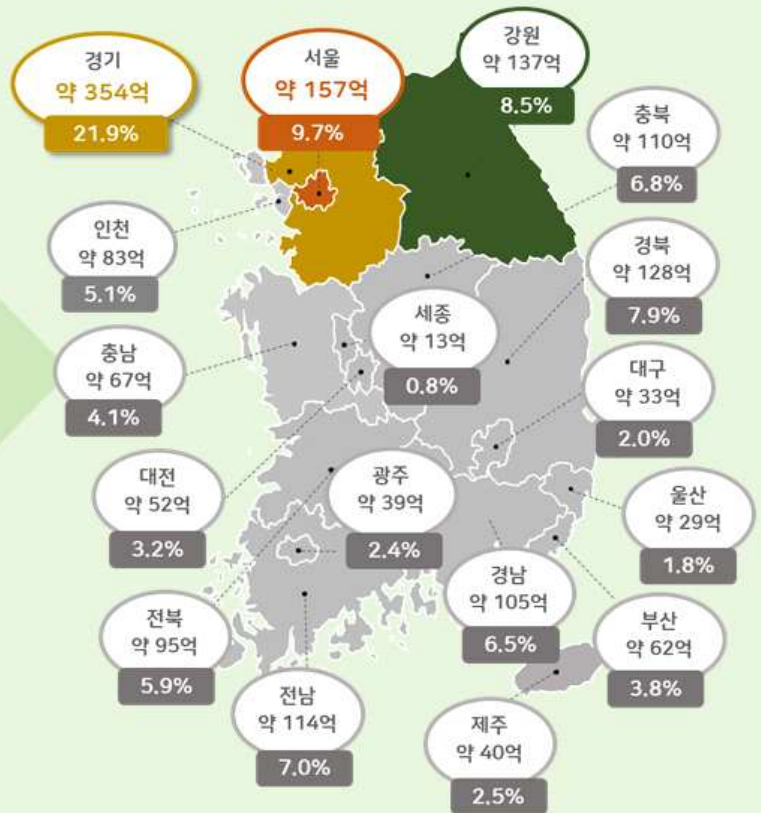 경기
약 354억
21.9%
서울
약 157억
9.7%
강원
약 137억
8.5%
충북
약 110억
6.8%
인천
약 83억
5.1%
경북
약 128억
7.9%
세종
약 13억
0.8%
충남
약 67억
4.1%
대구
약 33억
2.0%
대전
약 52억
3.2%
광주
약 39억
2.4%
울산
약 29억
1.8%
경남
약 105억
6.5%
전북
약 95억
5.9%
부산
약 62억
3.8%
전남
약 114억
7.0%
제주
약 40억
2.5%